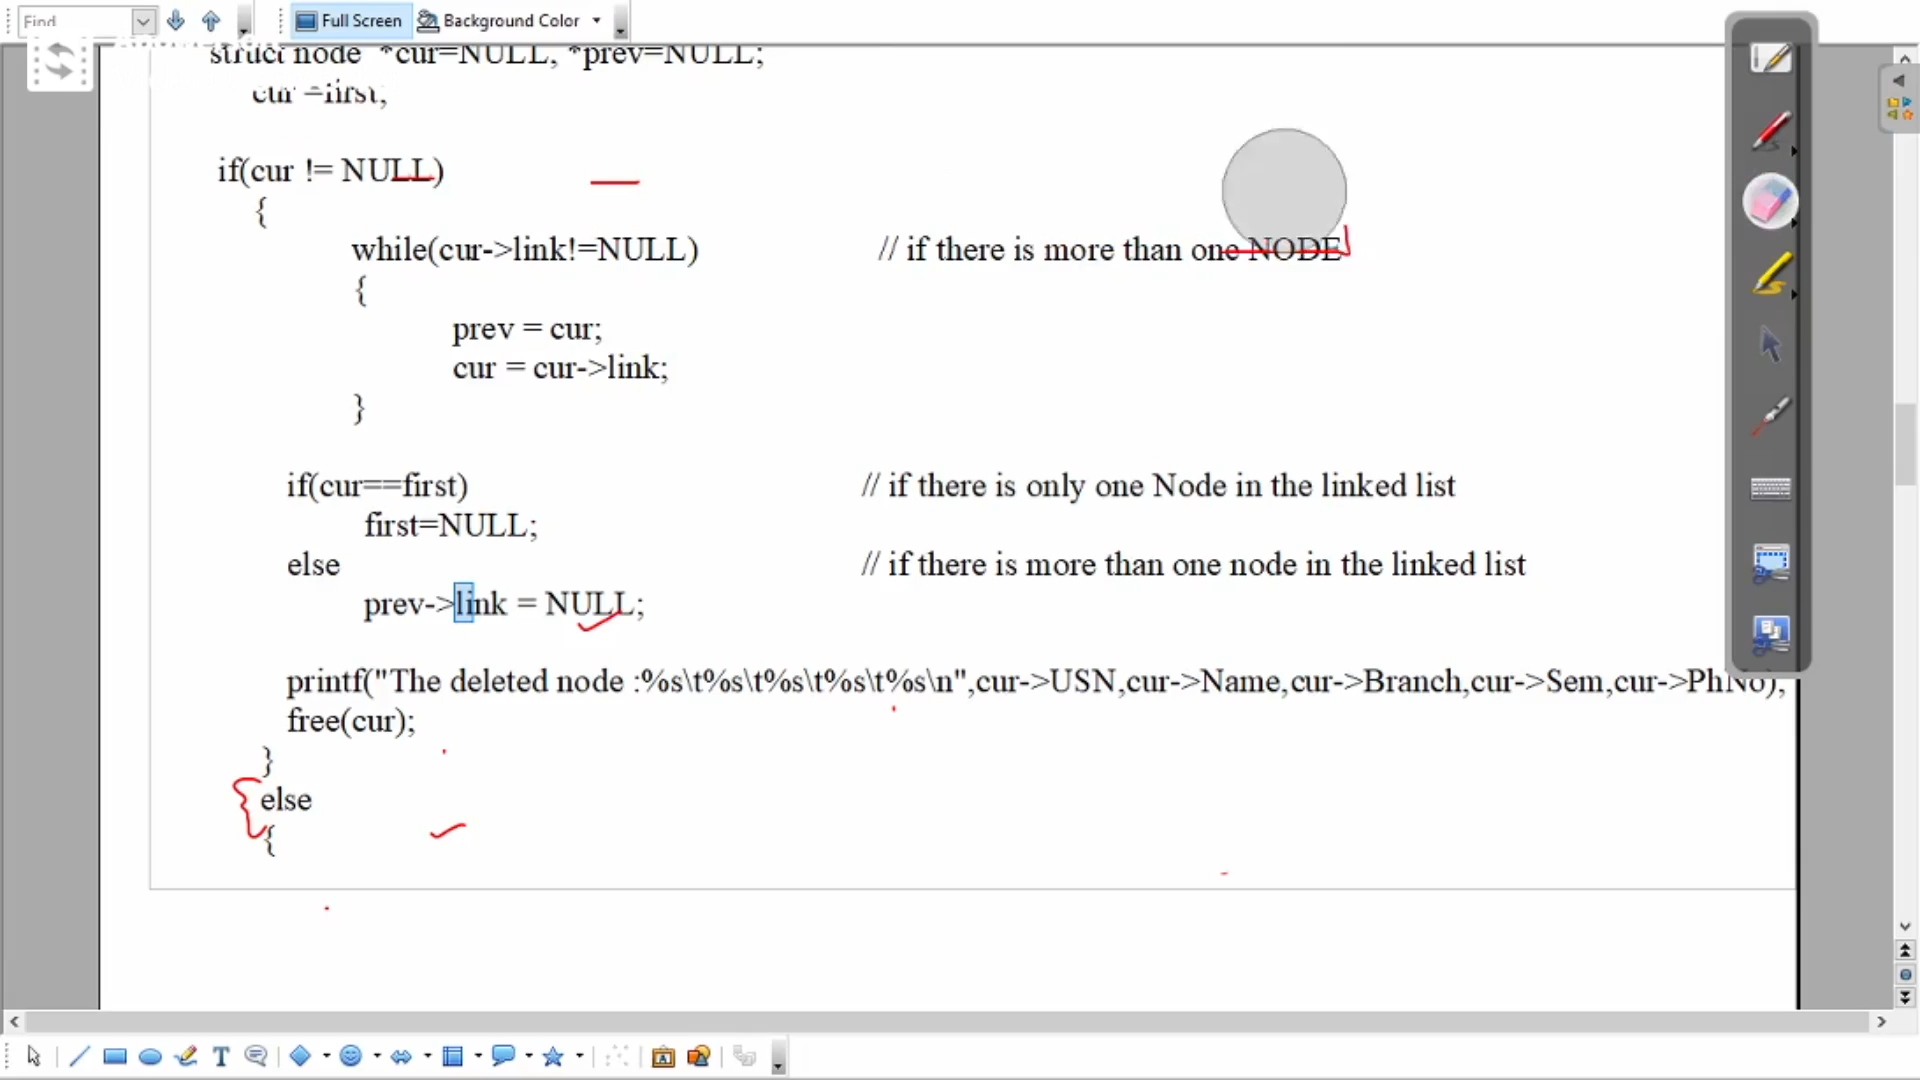 Find
Full Screen
Background Color
struct node *cur=NULL, *prev=NULL;
cur =first;
if(cur != NULL)
{
while(cur->link!=NULL) // if there is more than one NODE
{
prev = cur;
cur = cur->link;
}
if(cur==first) // if there is only one Node in the linked list
first=NULL;
else // if there is more than one node in the linked list
prev->link = NULL;
printf("The deleted node :%s\t%s\t%s\t%s\t%s\n",cur->USN,cur->Name,cur->Branch,cur->Sem,cur->PhNo);
free(cur);
}
else
{